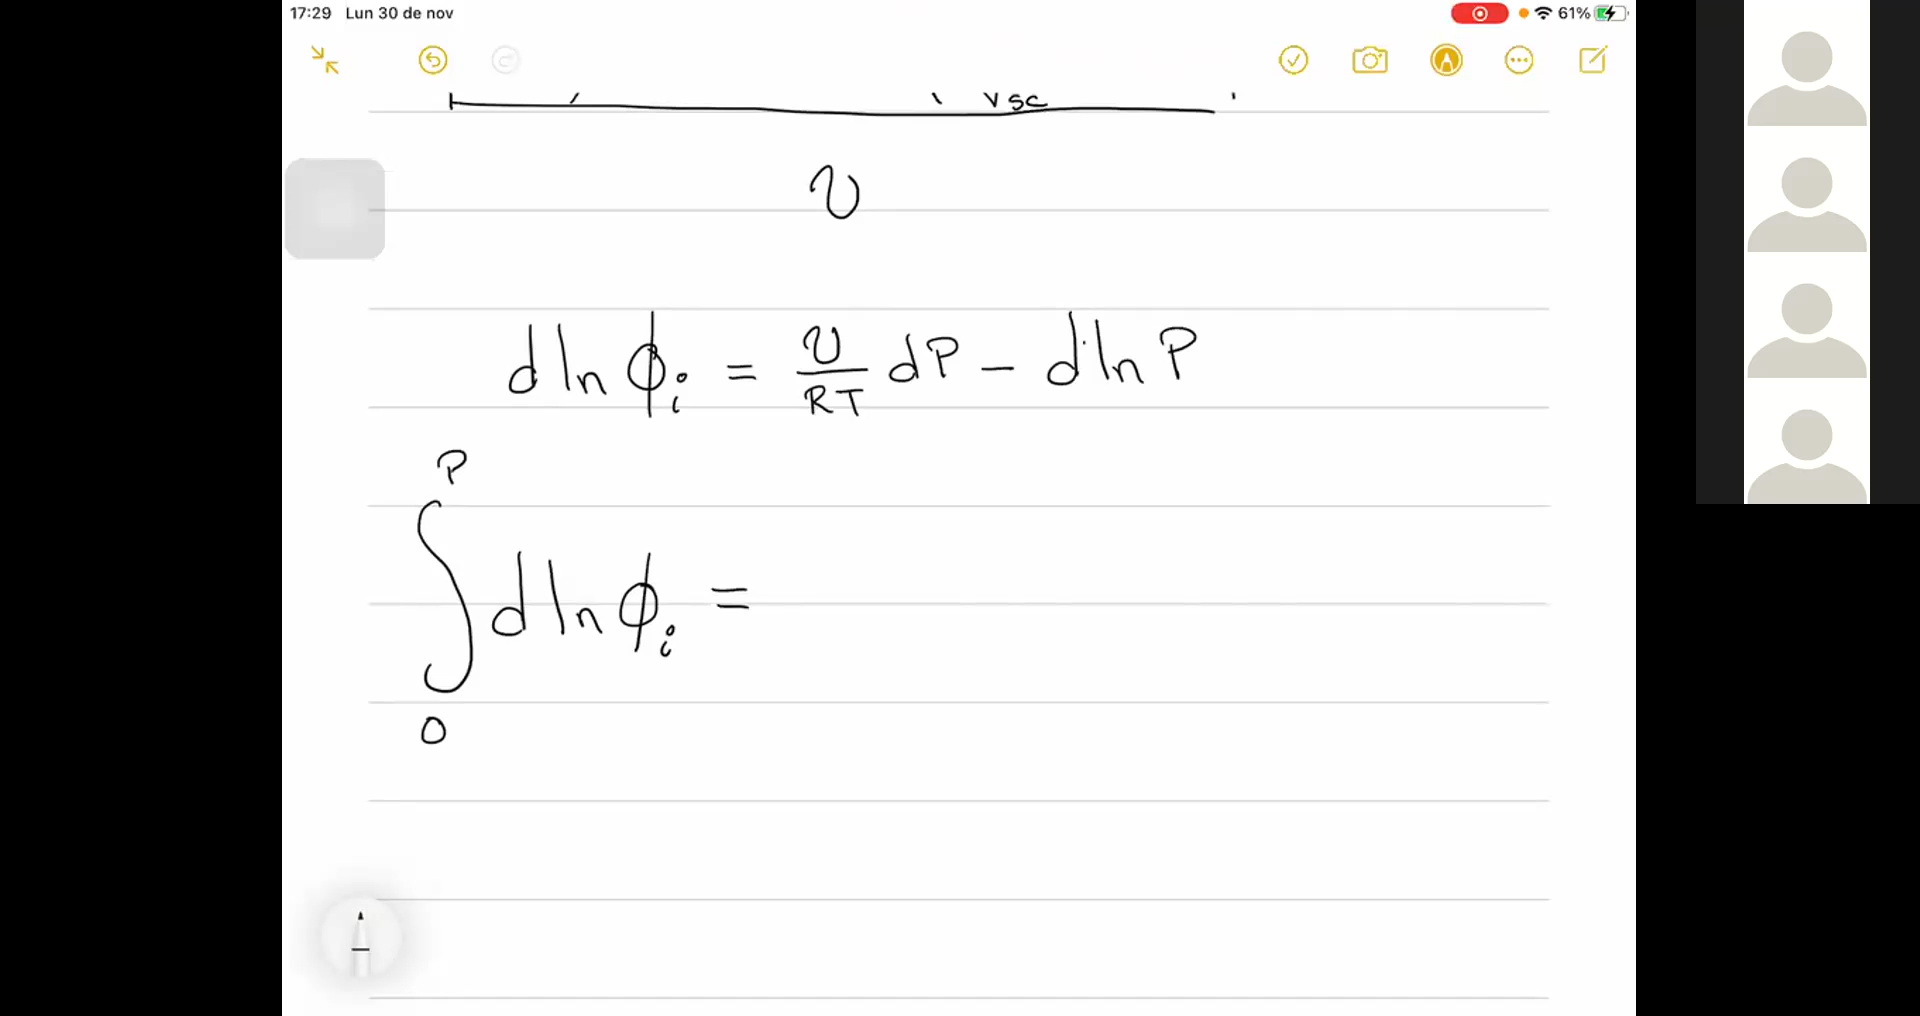 17:29 Lun 30 de nov 61%
Vsc
v
d ln ϕi = v/RT dP - d ln P
P
∫ d ln ϕi =
0